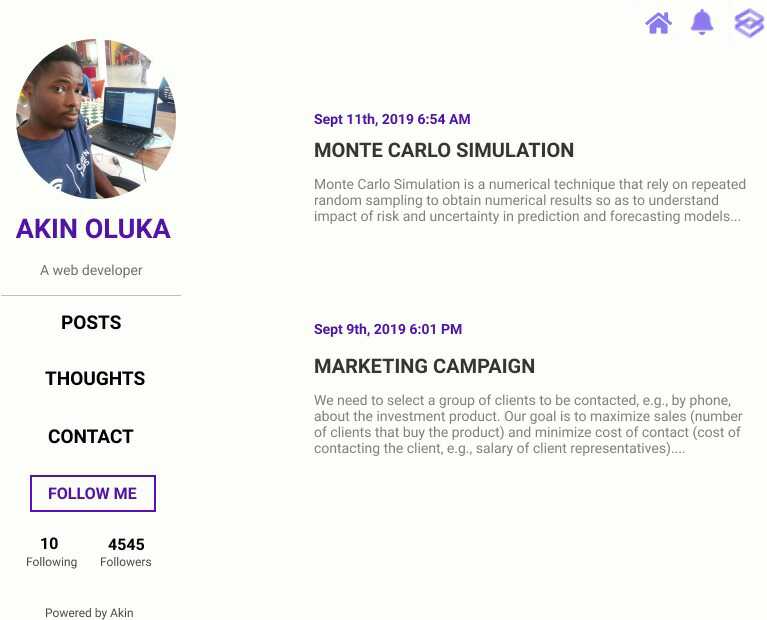 AKIN OLUKA
A web developer
POSTS
THOUGHTS
CONTACT
FOLLOW ME
10 4545
Following Followers
Powered by Akin
Sept 11th, 2019 6:54 AM
MONTE CARLO SIMULATION
Monte Carlo Simulation is a numerical technique that rely on repeated
random sampling to obtain numerical results so as to understand
impact of risk and uncertainty in prediction and forecasting models...
Sept 9th, 2019 6:01 PM
MARKETING CAMPAIGN
We need to select a group of clients to be contacted, e.g., by phone,
about the investment product. Our goal is to maximize sales (number
of clients that buy the product) and minimize cost of contact (cost of
contacting the client, e.g., salary of client representatives)....